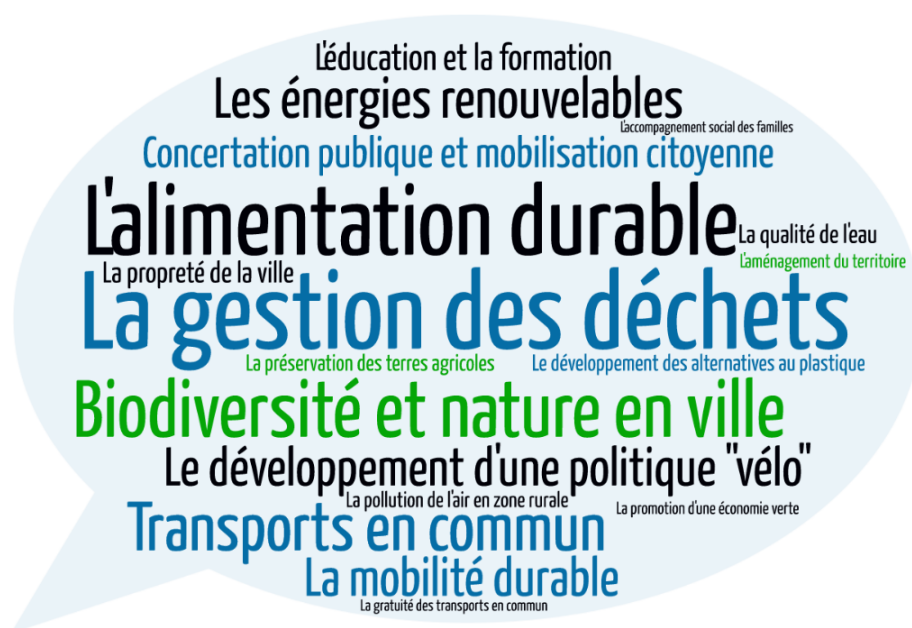 L'éducation et la formation
Les énergies renouvelables
L'accompagnement social des familles
Concertation publique et mobilisation citoyenne
L'alimentation durable
La qualité de l'eau
L'aménagement du territoire
La propreté de la ville
La gestion des déchets
La préservation des terres agricoles
Le développement des alternatives au plastique
Biodiversité et nature en ville
Le développement d'une politique "vélo"
La pollution de l'air en zone rurale
La promotion d'une économie verte
Transports en commun
La mobilité durable
La gratuité des transports en commun